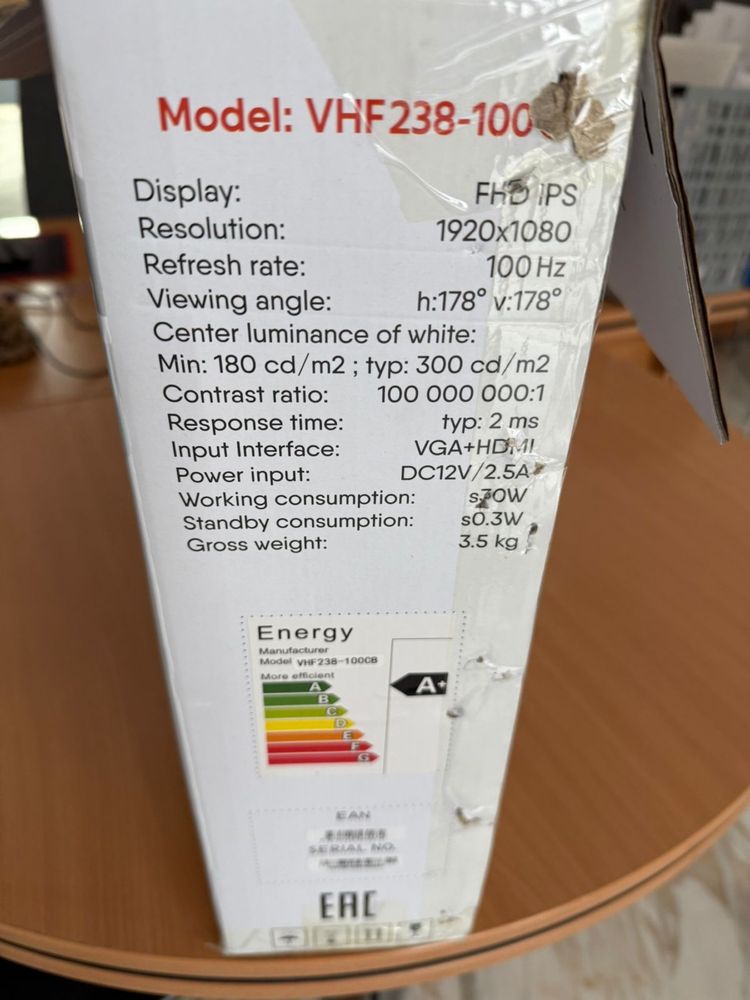 Model: VHF238-100
Display: FHD IPS
Resolution: 1920x1080
Refresh rate: 100 Hz
Viewing angle: h:178° v:178°
Center luminance of white:
Min: 180 cd/m2 ; typ: 300 cd/m2
Contrast ratio: 100 000 000:1
Response time: typ: 2 ms
Input Interface: VGA+HDMI
Power input: DC12V/2.5A
Working consumption: s30W
Standby consumption: s0.3W
Gross weight: 3.5 kg
Energy
Manufacturer
Model VHF238-100CB
More efficient
A
B
C
D
E
F
G
A+
EAN
SERIAL NO.
EAC